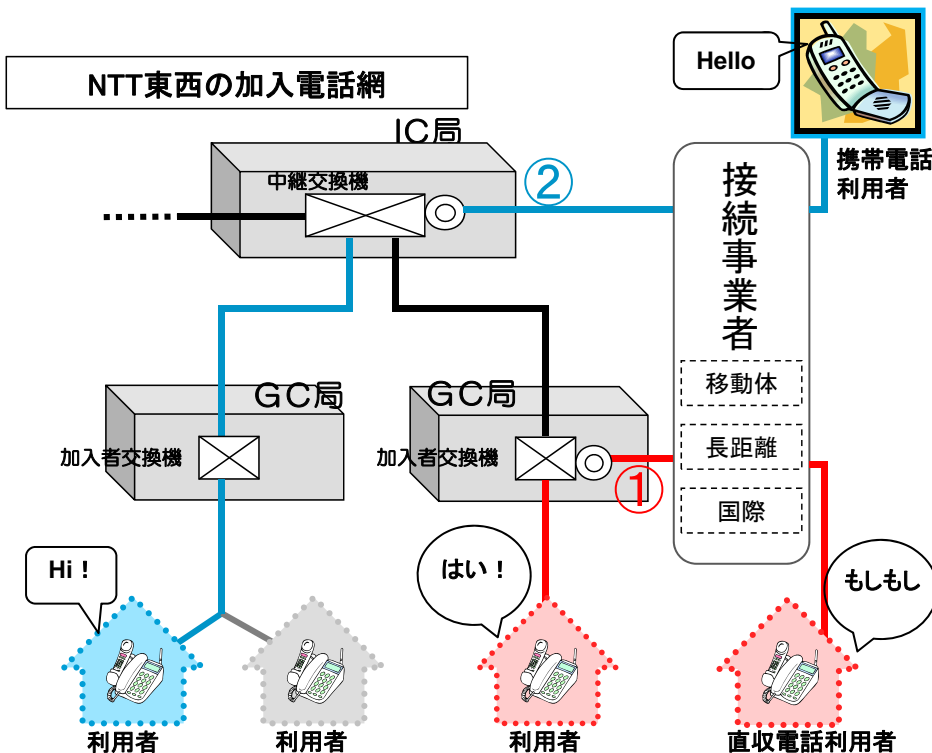 NTT東西の加入電話網
Hello
携帯電話
利用者
IC局
中継交換機
②
接続事業者
移動体
長距離
国際
GC局
加入者交換機
GC局
加入者交換機
①
Hi！
はい！
もしもし
利用者
利用者
利用者
直収電話利用者